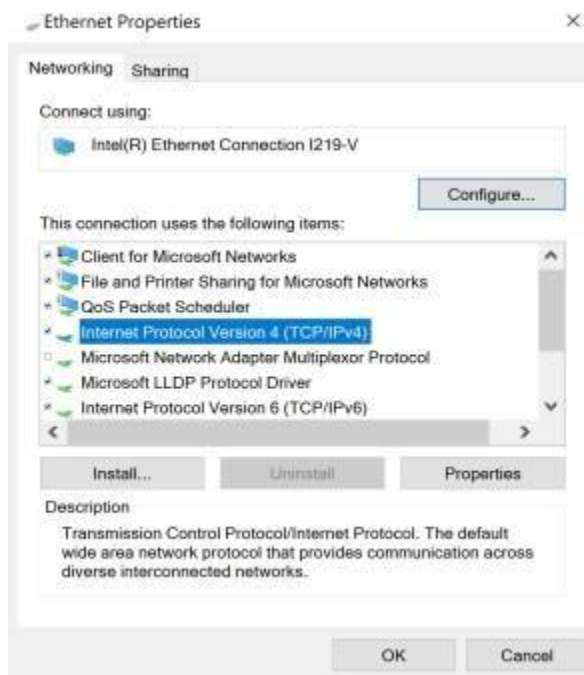 Ethernet Properties
Networking Sharing
Connect using:
Intel(R) Ethernet Connection I219-V
Configure...
This connection uses the following items:
Client for Microsoft Networks
File and Printer Sharing for Microsoft Networks
QoS Packet Scheduler
Internet Protocol Version 4 (TCP/IPv4)
Microsoft Network Adapter Multiplexor Protocol
Microsoft LLDP Protocol Driver
Internet Protocol Version 6 (TCP/IPv6)
Install... Uninstall Properties
Description
Transmission Control Protocol/Internet Protocol. The default
wide area network protocol that provides communication across
diverse interconnected networks.
OK Cancel